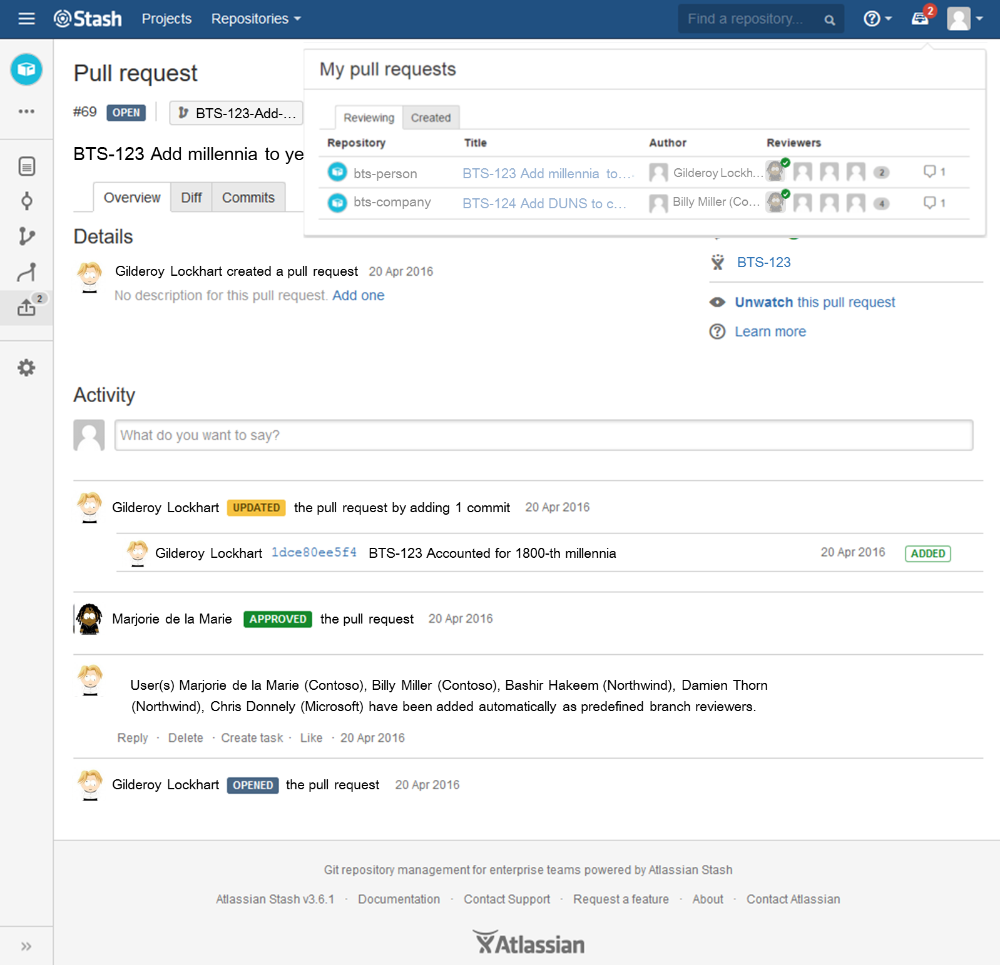 Stash Projects Repositories Find a repository... 2
Pull request
#69 OPEN BTS-123-Add-...
BTS-123 Add millennia to ye
Overview Diff Commits
My pull requests
Reviewing Created
Repository Title Author Reviewers
bts-person BTS-123 Add millennia to... Gilderoy Lockh... 2 1
bts-company BTS-124 Add DUNS to c... Billy Miller (Co... 4 1
Details
Gilderoy Lockhart created a pull request 20 Apr 2016
No description for this pull request. Add one
BTS-123
Unwatch this pull request
Learn more
2
Activity
What do you want to say?
Gilderoy Lockhart UPDATED the pull request by adding 1 commit 20 Apr 2016
Gilderoy Lockhart 1dce80ee5f4 BTS-123 Accounted for 1800-th millennia 20 Apr 2016 ADDED
Marjorie de la Marie APPROVED the pull request 20 Apr 2016
User(s) Marjorie de la Marie (Contoso), Billy Miller (Contoso), Bashir Hakeem (Northwind), Damien Thorn
(Northwind), Chris Donnely (Microsoft) have been added automatically as predefined branch reviewers.
Reply · Delete · Create task · Like · 20 Apr 2016
Gilderoy Lockhart OPENED the pull request 20 Apr 2016
Git repository management for enterprise teams powered by Atlassian Stash
Atlassian Stash v3.6.1 · Documentation · Contact Support · Request a feature · About · Contact Atlassian
Atlassian